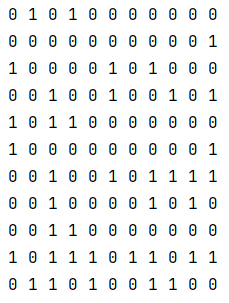 0 1 0 1 0 0 0 0 0 0 0
0 0 0 0 0 0 0 0 0 0 1
1 0 0 0 0 1 0 1 0 0 0
0 0 1 0 0 1 0 0 1 0 1
1 0 1 1 0 0 0 0 0 0 0
1 0 0 0 0 0 0 0 0 0 1
0 0 1 0 0 1 0 1 1 1 1
0 0 1 0 0 0 0 1 0 1 0
0 0 1 1 0 0 0 0 0 0 0
1 0 1 1 1 0 1 1 0 1 1
0 1 1 0 1 0 0 1 1 0 0